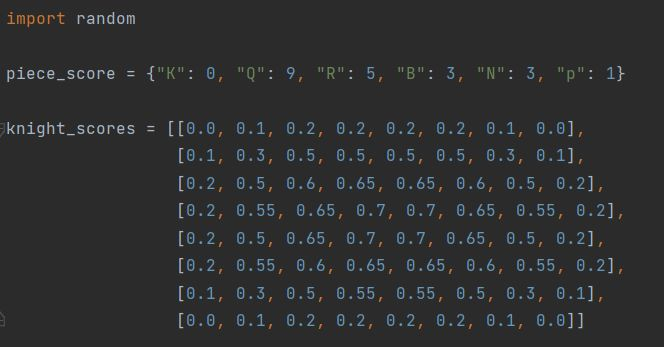 import random
piece_score = {"K": 0, "Q": 9, "R": 5, "B": 3, "N": 3, "p": 1}
knight_scores = [[0.0, 0.1, 0.2, 0.2, 0.2, 0.2, 0.1, 0.0],
[0.1, 0.3, 0.5, 0.5, 0.5, 0.5, 0.3, 0.1],
[0.2, 0.5, 0.6, 0.65, 0.65, 0.6, 0.5, 0.2],
[0.2, 0.55, 0.65, 0.7, 0.7, 0.65, 0.55, 0.2],
[0.2, 0.5, 0.65, 0.7, 0.7, 0.65, 0.5, 0.2],
[0.2, 0.55, 0.6, 0.65, 0.65, 0.6, 0.55, 0.2],
[0.1, 0.3, 0.5, 0.55, 0.55, 0.5, 0.3, 0.1],
[0.0, 0.1, 0.2, 0.2, 0.2, 0.2, 0.1, 0.0]]